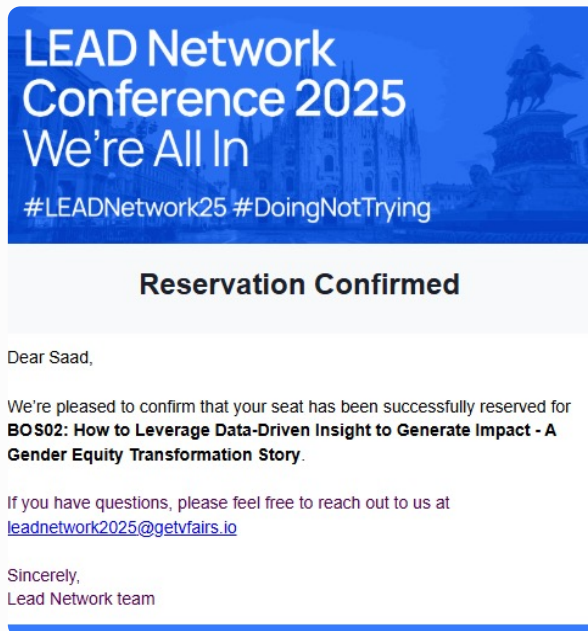 LEAD Network
Conference 2025
We're All In
#LEADNetwork25 #DoingNotTrying
Reservation Confirmed
Dear Saad,
We're pleased to confirm that your seat has been successfully reserved for
BOS02: How to Leverage Data-Driven Insight to Generate Impact - A
Gender Equity Transformation Story.
If you have questions, please feel free to reach out to us at
leadnetwork2025@getvfairs.io
Sincerely,
Lead Network team